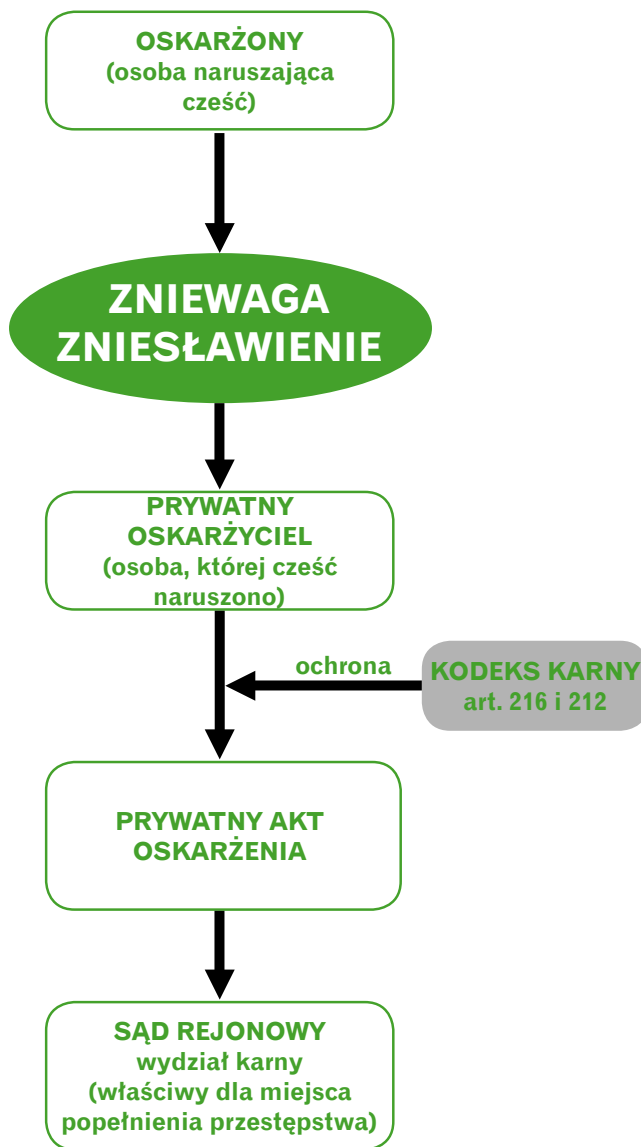 OSKARŻONY
(osoba naruszająca
cześć)
ZNIEWAGA
ZNIESŁAWIENIE
PRYWATNY
OSKARŻYCIEL
(osoba, której cześć
naruszono)
ochrona
KODEKS KARNY
art. 216 i 212
PRYWATNY AKT
OSKARŻENIA
SĄD REJONOWY
wydział karny
(właściwy dla miejsca
popełnienia przestępstwa)